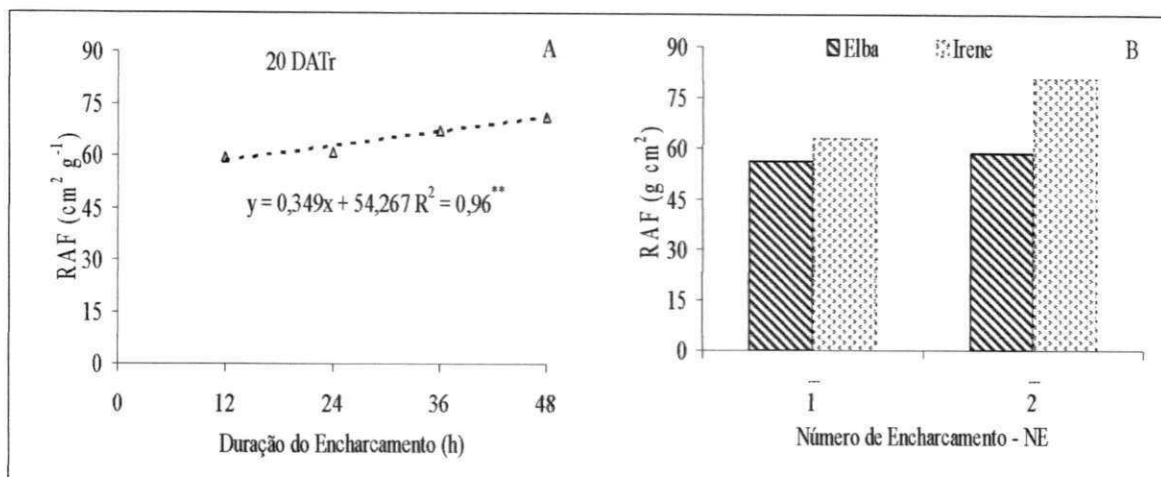 20 DATr
A
RAF (cm² g⁻¹)
90
75
60
45
30
15
0
y = 0,349x + 54,267 R² = 0,96**
0 12 24 36 48
Duração do Encharcamento (h)
Elba Irene
B
RAF (g cm²)
90
75
60
45
30
15
0
1 2
Número de Encharcamento - NE